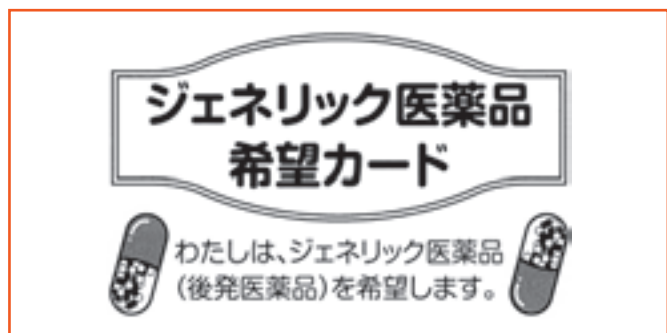 ジェネリック医薬品
希望カード
わたしは、ジェネリック医薬品
（後発医薬品）を希望します。